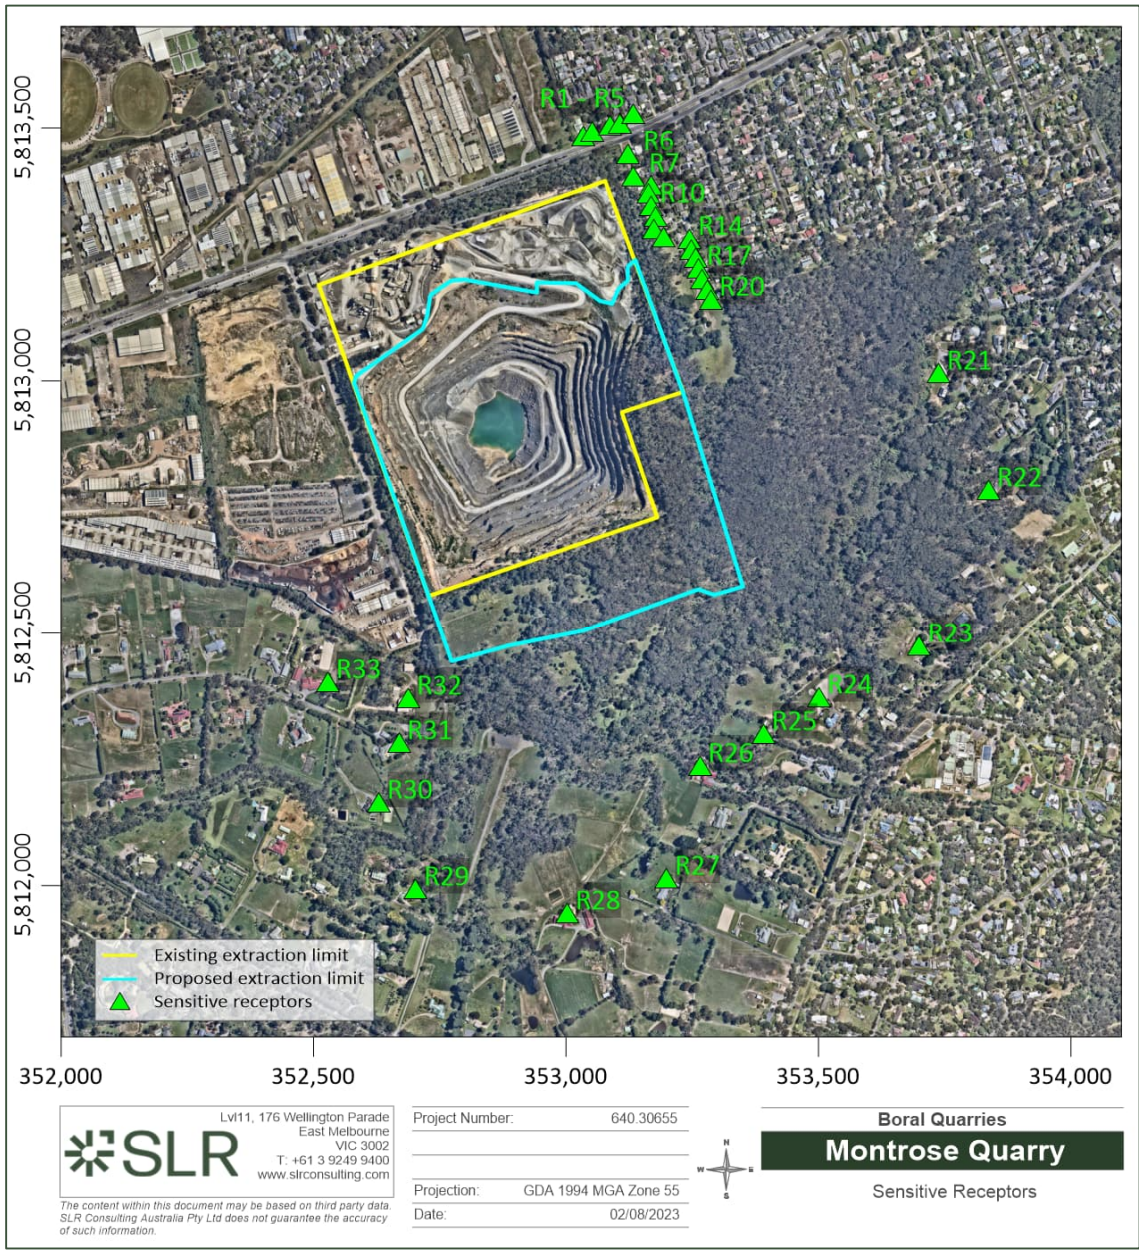 R1 - R5
R6
R7
R10
R14
R17
R20
R21
R22
R23
R24
R25
R26
R27
R28
R29
R30
R31
R32
R33
5,813,500
5,813,000
5,812,500
5,812,000
Existing extraction limit
Proposed extraction limit
Sensitive receptors
352,000
352,500
353,000
353,500
354,000
SLR
Lvl11, 176 Wellington Parade
East Melbourne
VIC 3002
T: +61 3 9249 9400
www.slrconsulting.com
The content within this document may be based on third party data.
SLR Consulting Australia Pty Ltd does not guarantee the accuracy
of such information.
Project Number: 640.30655
Projection: GDA 1994 MGA Zone 55
Date: 02/08/2023
N
W E
S
Boral Quarries
Montrose Quarry
Sensitive Receptors